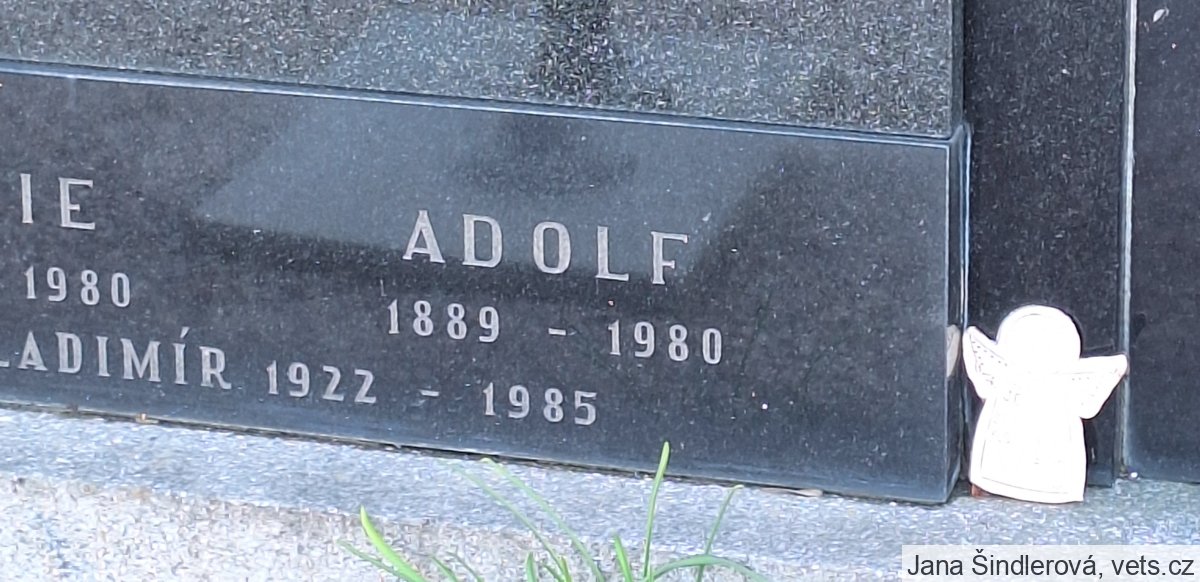 IE ADOLF
1980 1889 - 1980
LADIMÍR 1922 - 1985
Jana Šindlerová, vets.cz